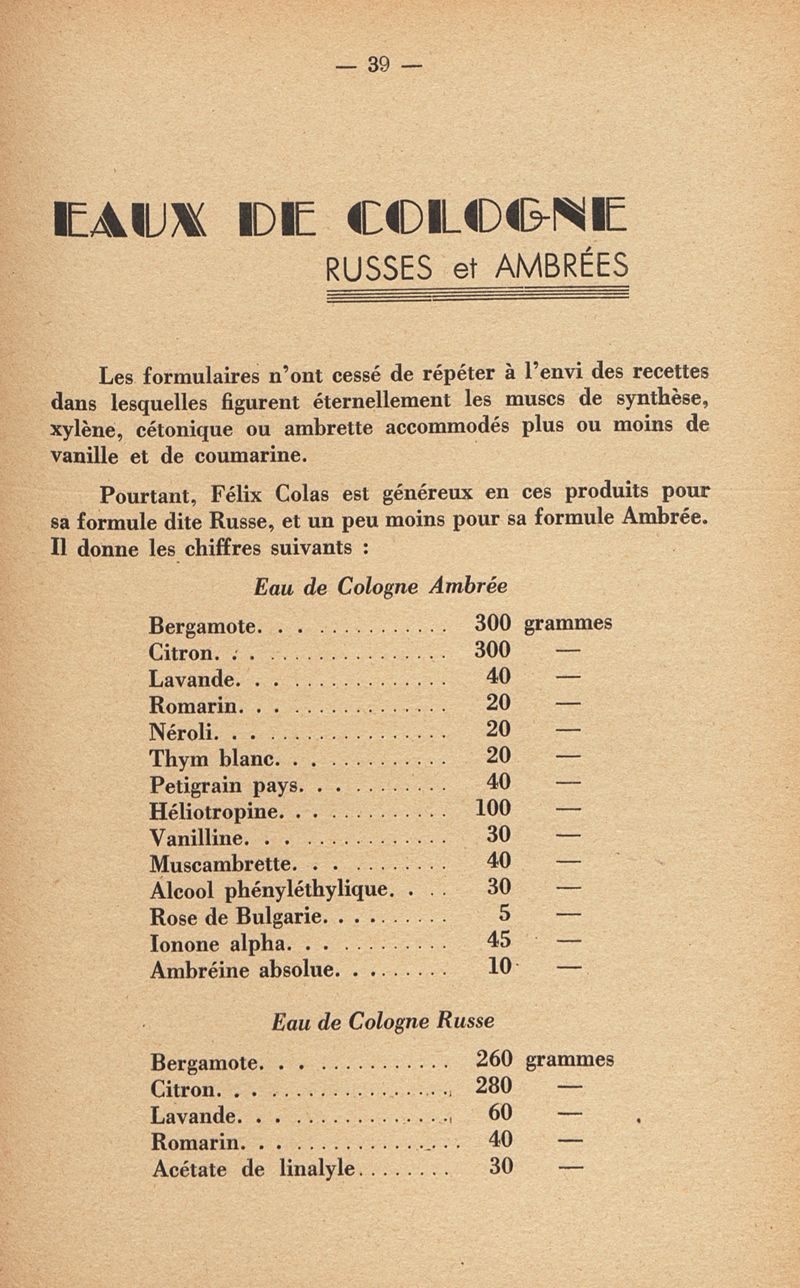 — 39 —
EAUX DE COLOGNE
RUSSES et AMBRÉES
Les formulaires n'ont cessé de répéter à l'envi des recettes
dans lesquelles figurent éternellement les muscs de synthèse,
xylène, cétonique ou ambrette accommodés plus ou moins de
vanille et de coumarine.
Pourtant, Félix Colas est généreux en ces produits pour
sa formule dite Russe, et un peu moins pour sa formule Ambrée.
Il donne les chiffres suivants :
Eau de Cologne Ambrée
Bergamote. . . . . . . . . . . . . . 300 grammes
Citron. . . . . . . . . . . . . . . . . 300 —
Lavande. . . . . . . . . . . . . . . . 40 —
Romarin. . . . . . . . . . . . . . . . 20 —
Néroli. . . . . . . . . . . . . . . . . 20 —
Thym blanc. . . . . . . . . . . . . 20 —
Petigrain pays. . . . . . . . . . . 40 —
Héliotropine. . . . . . . . . . . . 100 —
Vanilline. . . . . . . . . . . . . . . 30 —
Muscambrette. . . . . . . . . . . 40 —
Alcool phényléthylique. . . . 30 —
Rose de Bulgarie. . . . . . . . . 5 —
Ionone alpha. . . . . . . . . . . . 45 —
Ambréine absolue. . . . . . . . 10 —
Eau de Cologne Russe
Bergamote. . . . . . . . . . . . . . 260 grammes
Citron. . . . . . . . . . . . . . . . . 280 —
Lavande. . . . . . . . . . . . . . . . 60 —
Romarin. . . . . . . . . . . . . . . . 40 —
Acétate de linalyle. . . . . . . . 30 —